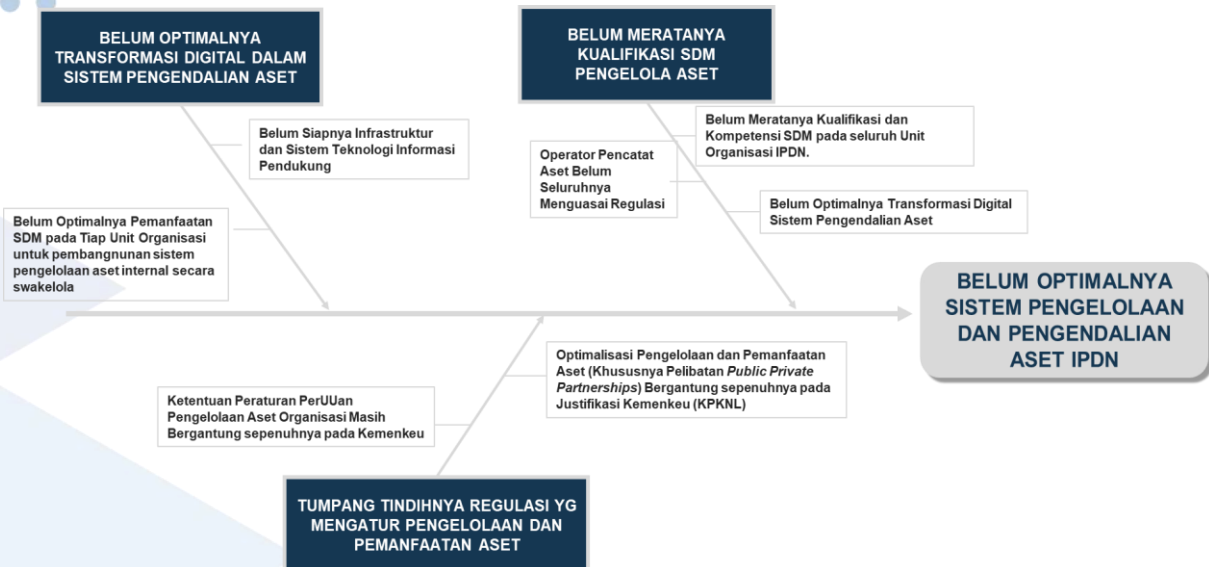 BELUM OPTIMALNYA
TRANSFORMASI DIGITAL DALAM
SISTEM PENGENDALIAN ASET
BELUM MERATANYA
KUALIFIKASI SDM
PENGELOLA ASET
Belum Siapnya Infrastruktur
dan Sistem Teknologi Informasi
Pendukung
Belum Meratanya Kualifikasi dan
Kompetensi SDM pada seluruh Unit
Organisasi IPDN.
Operator Pencatat
Aset Belum
Seluruhnya
Menguasai Regulasi
Belum Optimalnya Transformasi Digital
Sistem Pengendalian Aset
Belum Optimalnya Pemanfaatan
SDM pada Tiap Unit Organisasi
untuk pembangnunan sistem
pengelolaan aset internal secara
swakelola
BELUM OPTIMALNYA
SISTEM PENGELOLAAN
DAN PENGENDALIAN
ASET IPDN
Optimalisasi Pengelolaan dan Pemanfaatan
Aset (Khususnya Pelibatan Public Private
Partnerships) Bergantung sepenuhnya pada
Justifikasi Kemenkeu (KPKNL)
Ketentuan Peraturan PerUUan
Pengelolaan Aset Organisasi Masih
Bergantung sepenuhnya pada Kemenkeu
TUMPANG TINDIHNYA REGULASI YG
MENGATUR PENGELOLAAN DAN
PEMANFAATAN ASET